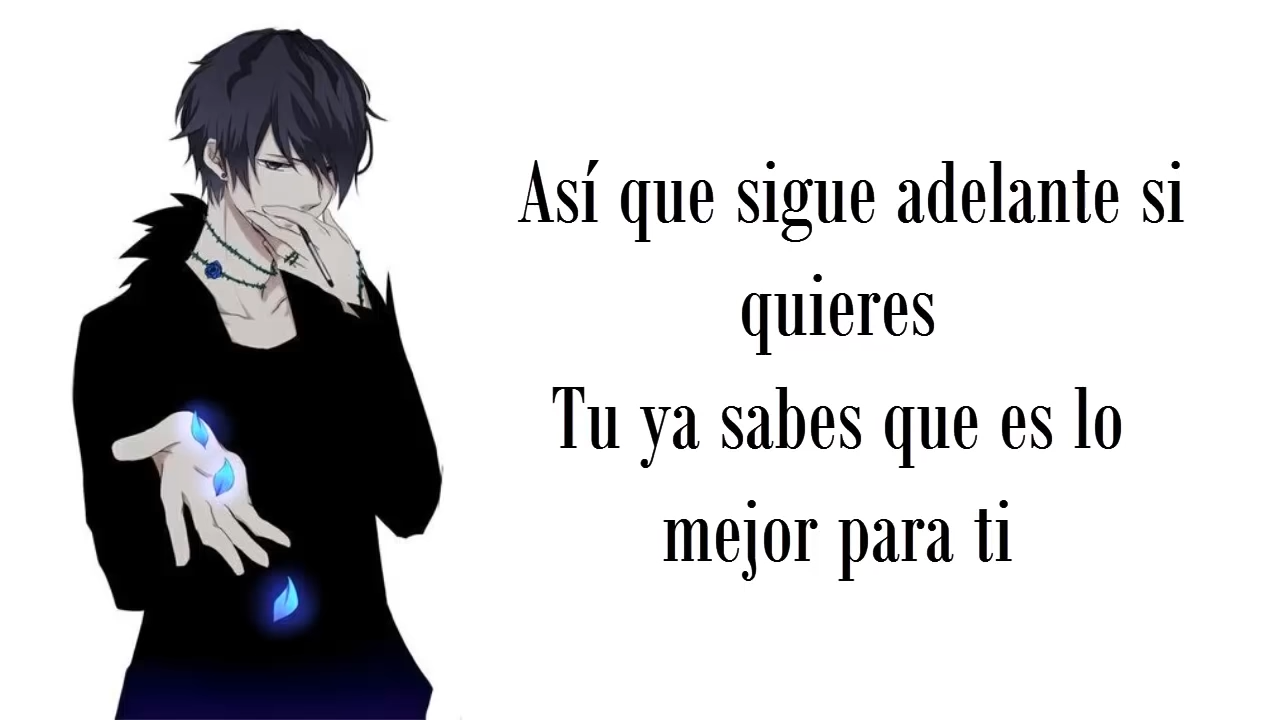 Así que sigue adelante si
quieres
Tu ya sabes que es lo
mejor para ti